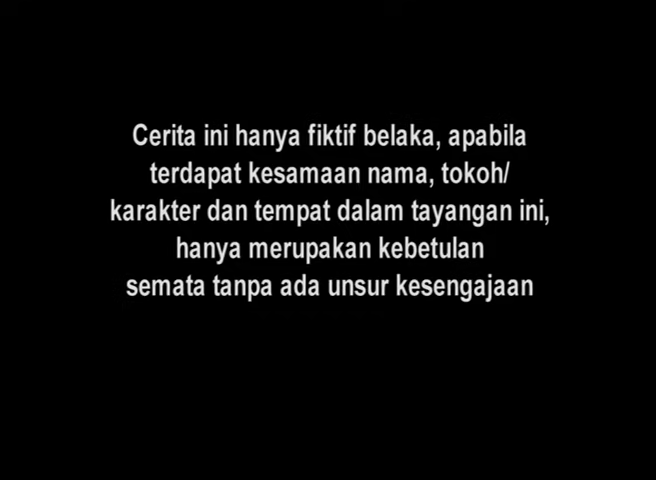 Cerita ini hanya fiktif belaka, apabila
terdapat kesamaan nama, tokoh/
karakter dan tempat dalam tayangan ini,
hanya merupakan kebetulan
semata tanpa ada unsur kesengajaan